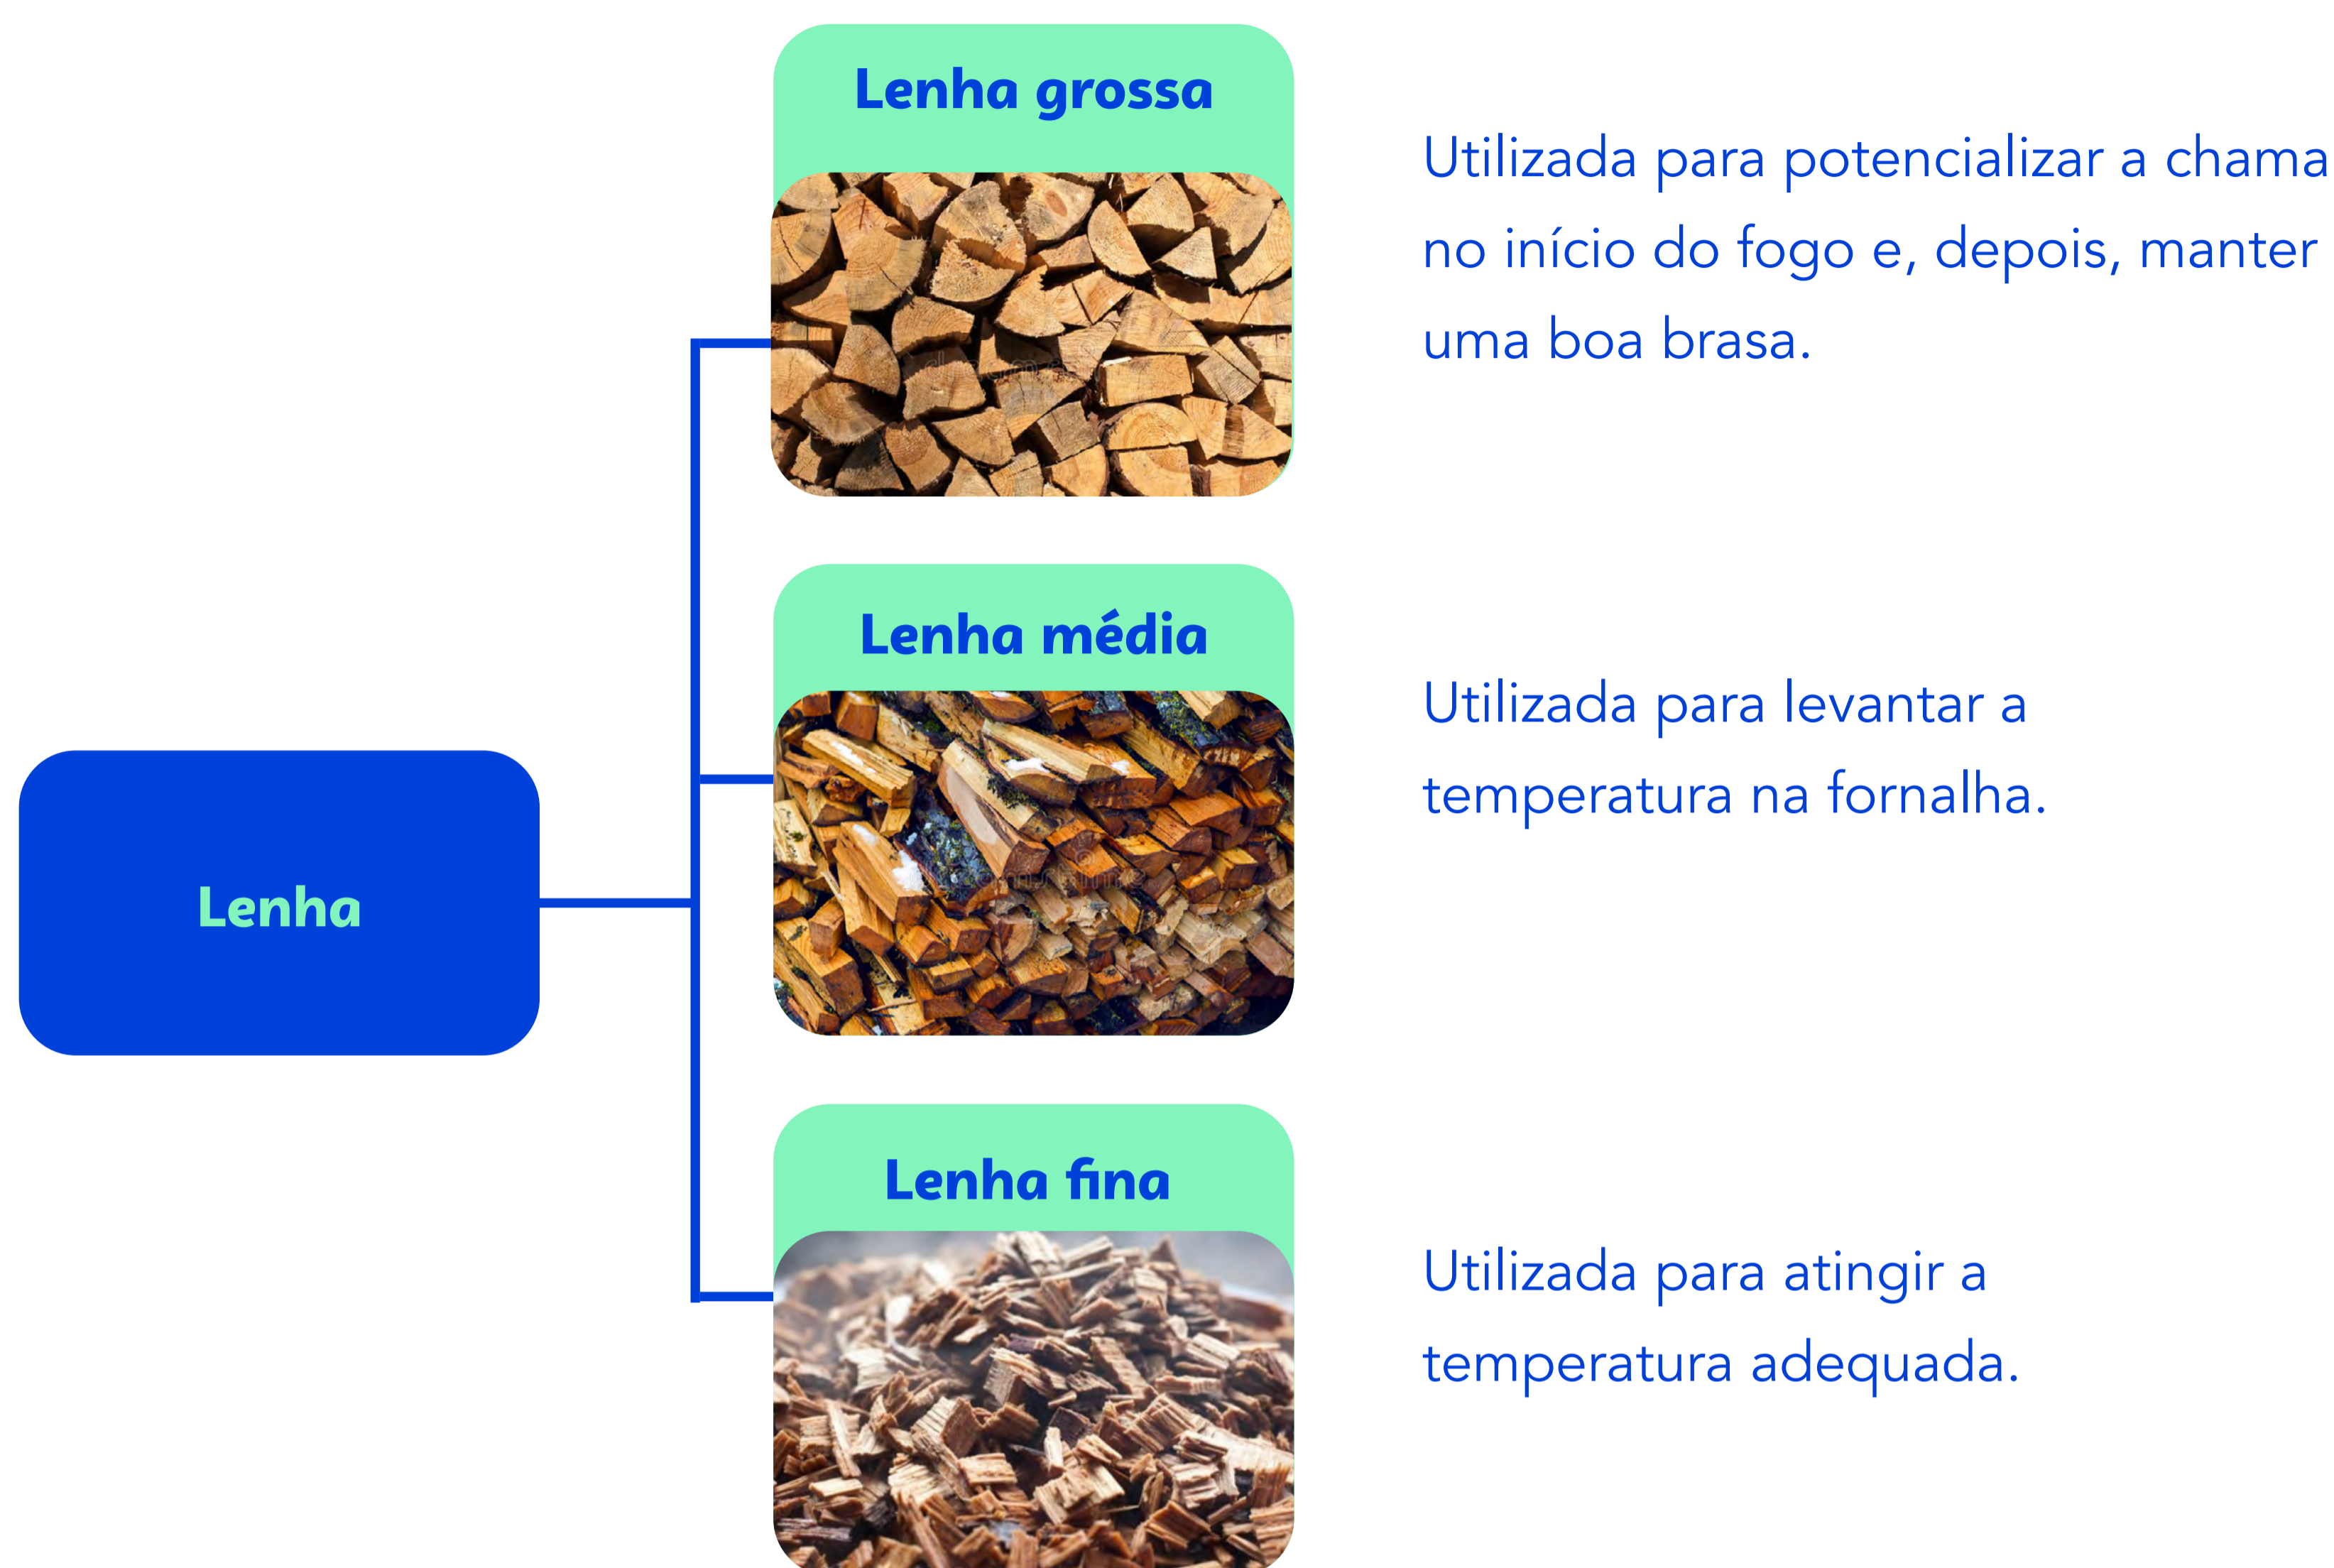 Lenha grossa
Utilizada para potencializar a chama
no início do fogo e, depois, manter
uma boa brasa.
Lenha média
Utilizada para levantar a
temperatura na fornalha.
Lenha
Lenha fina
Utilizada para atingir a
temperatura adequada.